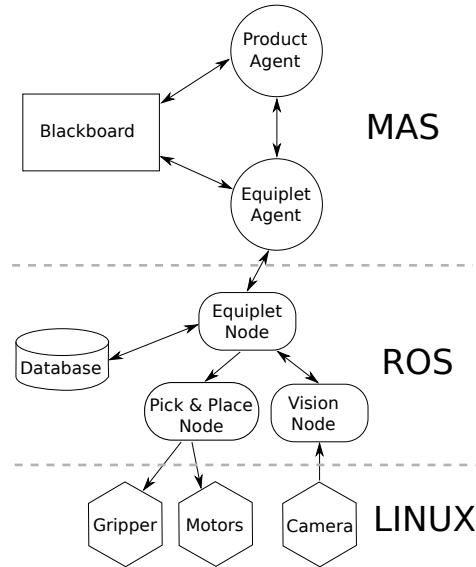 Product
Agent
Blackboard
MAS
Equiplet
Agent
Equiplet
Node
Database
ROS
Pick & Place
Node
Vision
Node
Gripper
Motors
Camera
LINUX